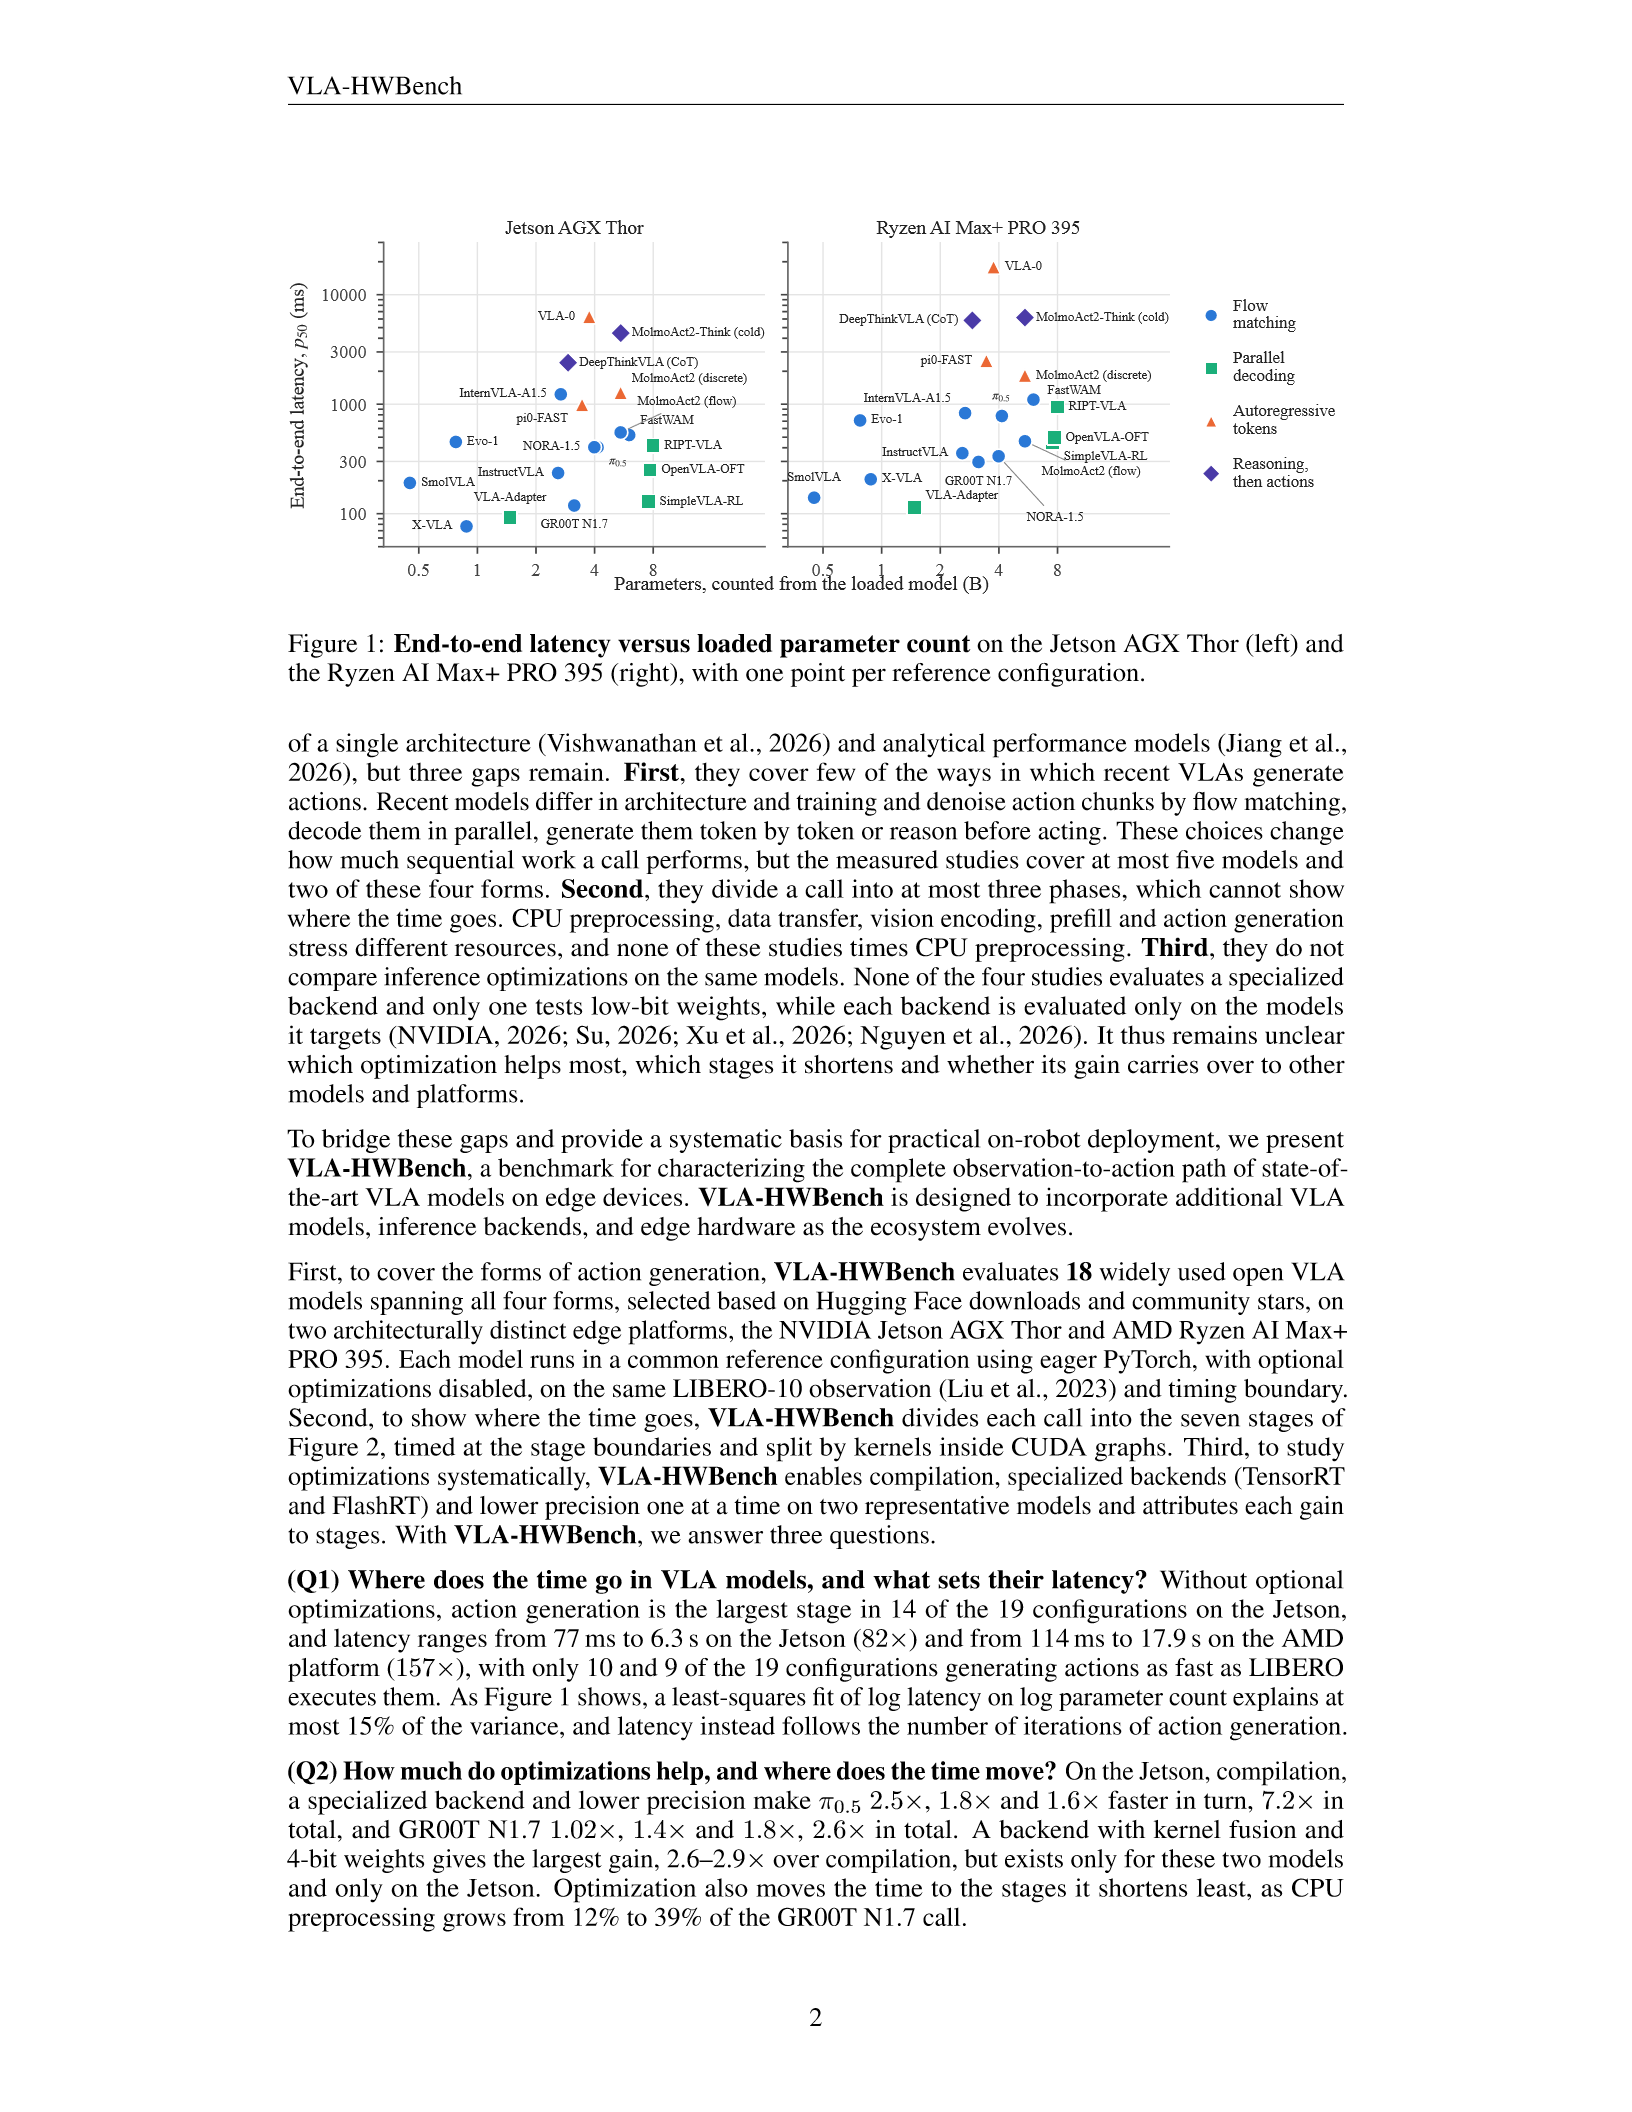 VLA-HWBench
Jetson AGX Thor
End-to-end latency, p50 (ms)
10000
3000
1000
300
100
VLA-0
MolmoAct2-Think (cold)
DeepThinkVLA (CoT)
MolmoAct2 (discrete)
InternVLA-A1.5
MolmoAct2 (flow)
pi0-FAST
FastWAM
Evo-1
NORA-1.5
RIPT-VLA
π0.5
InstructVLA
OpenVLA-OFT
SmolVLA
VLA-Adapter
SimpleVLA-RL
X-VLA
GR00T N1.7
0.5 1 2 4 8
Ryzen AI Max+ PRO 395
VLA-0
DeepThinkVLA (CoT)
MolmoAct2-Think (cold)
pi0-FAST
MolmoAct2 (discrete)
FastWAM
InternVLA-A1.5
π0.5
RIPT-VLA
Evo-1
OpenVLA-OFT
InstructVLA
SimpleVLA-RL
MolmoAct2 (flow)
SmolVLA
X-VLA
GR00T N1.7
VLA-Adapter
NORA-1.5
0.5 1 2 4 8
Parameters, counted from the loaded model (B)
Flow
matching
Parallel
decoding
Autoregressive
tokens
Reasoning,
then actions
Figure 1: End-to-end latency versus loaded parameter count on the Jetson AGX Thor (left) and
the Ryzen AI Max+ PRO 395 (right), with one point per reference configuration.
of a single architecture (Vishwanathan et al., 2026) and analytical performance models (Jiang et al.,
2026), but three gaps remain. First, they cover few of the ways in which recent VLAs generate
actions. Recent models differ in architecture and training and denoise action chunks by flow matching,
decode them in parallel, generate them token by token or reason before acting. These choices change
how much sequential work a call performs, but the measured studies cover at most five models and
two of these four forms. Second, they divide a call into at most three phases, which cannot show
where the time goes. CPU preprocessing, data transfer, vision encoding, prefill and action generation
stress different resources, and none of these studies times CPU preprocessing. Third, they do not
compare inference optimizations on the same models. None of the four studies evaluates a specialized
backend and only one tests low-bit weights, while each backend is evaluated only on the models
it targets (NVIDIA, 2026; Su, 2026; Xu et al., 2026; Nguyen et al., 2026). It thus remains unclear
which optimization helps most, which stages it shortens and whether its gain carries over to other
models and platforms.
To bridge these gaps and provide a systematic basis for practical on-robot deployment, we present
VLA-HWBench, a benchmark for characterizing the complete observation-to-action path of state-of-
the-art VLA models on edge devices. VLA-HWBench is designed to incorporate additional VLA
models, inference backends, and edge hardware as the ecosystem evolves.
First, to cover the forms of action generation, VLA-HWBench evaluates 18 widely used open VLA
models spanning all four forms, selected based on Hugging Face downloads and community stars, on
two architecturally distinct edge platforms, the NVIDIA Jetson AGX Thor and AMD Ryzen AI Max+
PRO 395. Each model runs in a common reference configuration using eager PyTorch, with optional
optimizations disabled, on the same LIBERO-10 observation (Liu et al., 2023) and timing boundary.
Second, to show where the time goes, VLA-HWBench divides each call into the seven stages of
Figure 2, timed at the stage boundaries and split by kernels inside CUDA graphs. Third, to study
optimizations systematically, VLA-HWBench enables compilation, specialized backends (TensorRT
and FlashRT) and lower precision one at a time on two representative models and attributes each gain
to stages. With VLA-HWBench, we answer three questions.
(Q1) Where does the time go in VLA models, and what sets their latency? Without optional
optimizations, action generation is the largest stage in 14 of the 19 configurations on the Jetson,
and latency ranges from 77 ms to 6.3 s on the Jetson (82×) and from 114 ms to 17.9 s on the AMD
platform (157×), with only 10 and 9 of the 19 configurations generating actions as fast as LIBERO
executes them. As Figure 1 shows, a least-squares fit of log latency on log parameter count explains at
most 15% of the variance, and latency instead follows the number of iterations of action generation.
(Q2) How much do optimizations help, and where does the time move? On the Jetson, compilation,
a specialized backend and lower precision make π0.5 2.5×, 1.8× and 1.6× faster in turn, 7.2× in
total, and GR00T N1.7 1.02×, 1.4× and 1.8×, 2.6× in total. A backend with kernel fusion and
4-bit weights gives the largest gain, 2.6–2.9× over compilation, but exists only for these two models
and only on the Jetson. Optimization also moves the time to the stages it shortens least, as CPU
preprocessing grows from 12% to 39% of the GR00T N1.7 call.
2